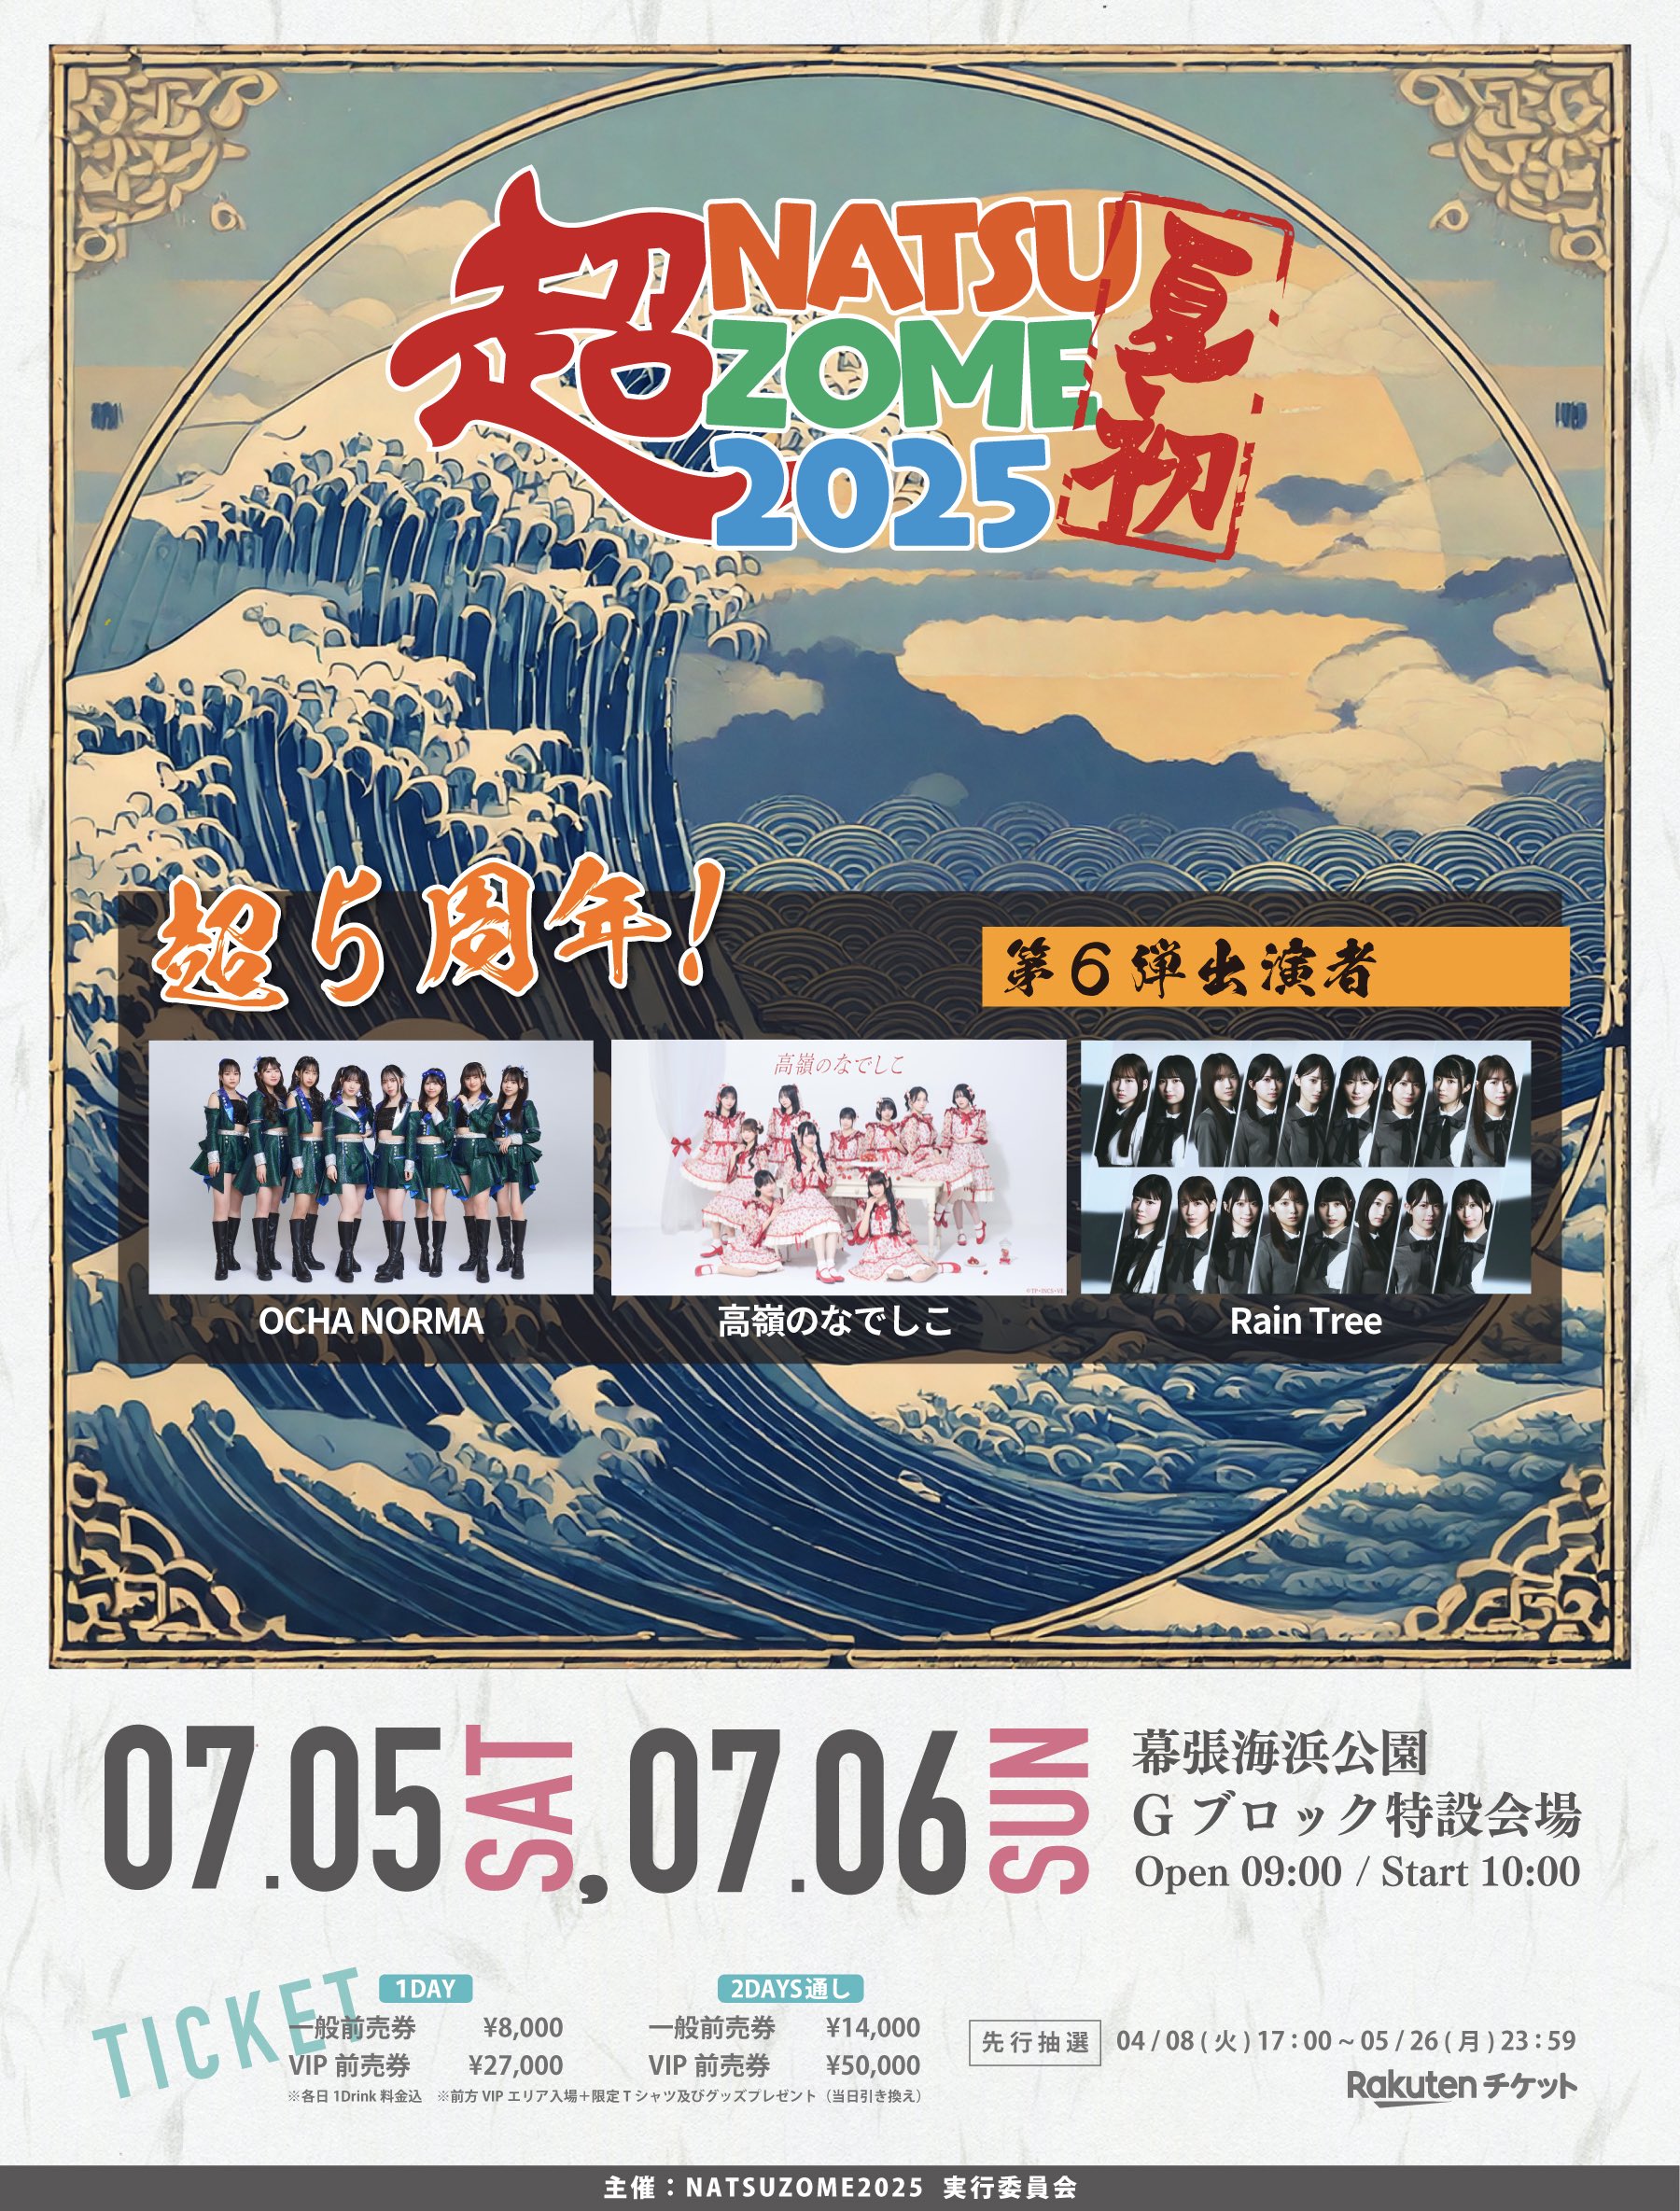 超NATSU
ZOME
2025
夏初
超5周年!
第6弾出演者
高嶺のなでしこ
OCHA NORMA
高嶺のなでしこ
Rain Tree
07.05 SAT, 07.06 SUN
幕張海浜公園
G ブロック特設会場
Open 09:00 / Start 10:00
TICKET
1DAY
一般前売券 ¥8,000
VIP 前売券 ¥27,000
2DAYS通し
一般前売券 ¥14,000
VIP 前売券 ¥50,000
※各日 1Drink 料金込 ※前方 VIP エリア入場＋限定 T シャツ及びグッズプレゼント（当日引き換え）
先行抽選 04 / 08 ( 火 ) 17 : 00 ~ 05 / 26 ( 月 ) 23 : 59
Rakuten チケット
主催：NATSUZOME2025 実行委員会